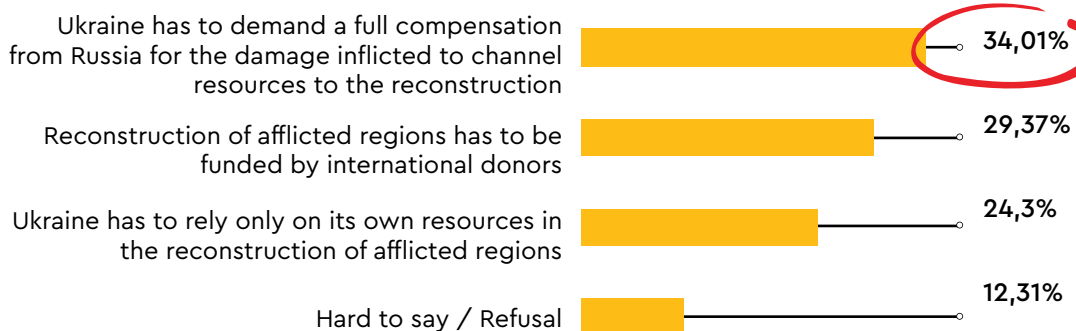 Ukraine has to demand a full compensation
from Russia for the damage inflicted to channel
resources to the reconstruction
34,01%
Reconstruction of afflicted regions has to be
funded by international donors
29,37%
Ukraine has to rely only on its own resources in
the reconstruction of afflicted regions
24,3%
Hard to say / Refusal
12,31%